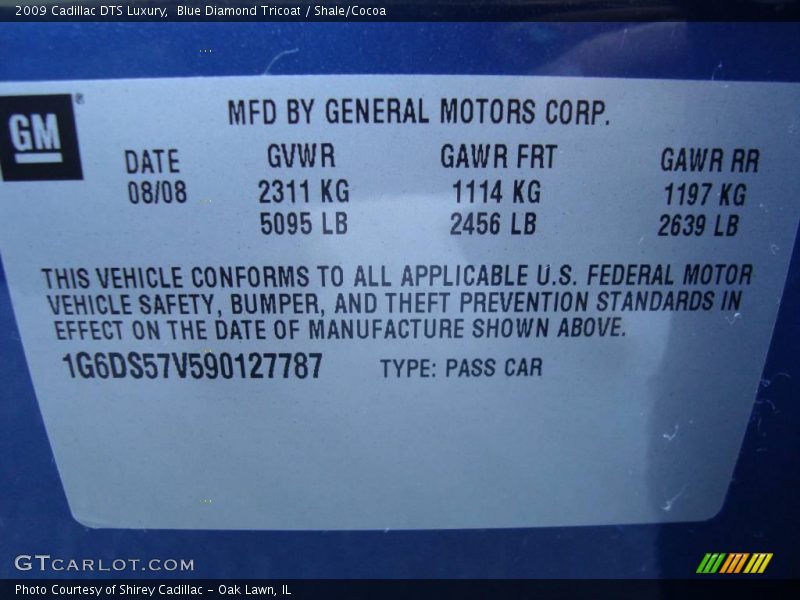 2009 Cadillac DTS Luxury,  Blue Diamond Tricoat / Shale/Cocoa
GM®
MFD BY GENERAL MOTORS CORP.
DATE GVWR GAWR FRT GAWR RR
08/08 2311 KG 1114 KG 1197 KG
5095 LB 2456 LB 2639 LB
THIS VEHICLE CONFORMS TO ALL APPLICABLE U.S. FEDERAL MOTOR
VEHICLE SAFETY, BUMPER, AND THEFT PREVENTION STANDARDS IN
EFFECT ON THE DATE OF MANUFACTURE SHOWN ABOVE.
1G6DS57V590127787 TYPE: PASS CAR
GTCARLOT.COM
Photo Courtesy of Shirey Cadillac - Oak Lawn, IL